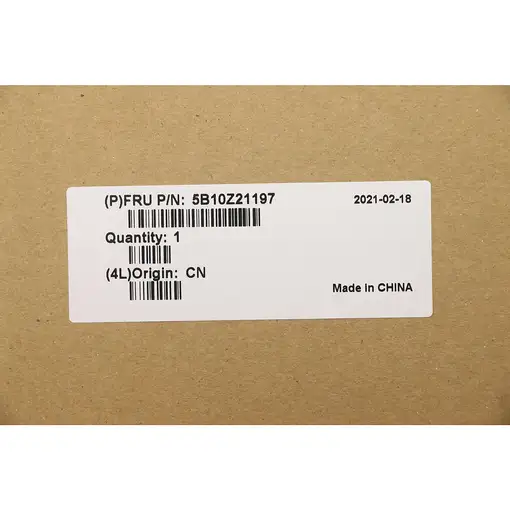 (P)FRU P/N: 5B10Z21197 2021-02-18
Quantity: 1
(4L)Origin: CN
Made in CHINA